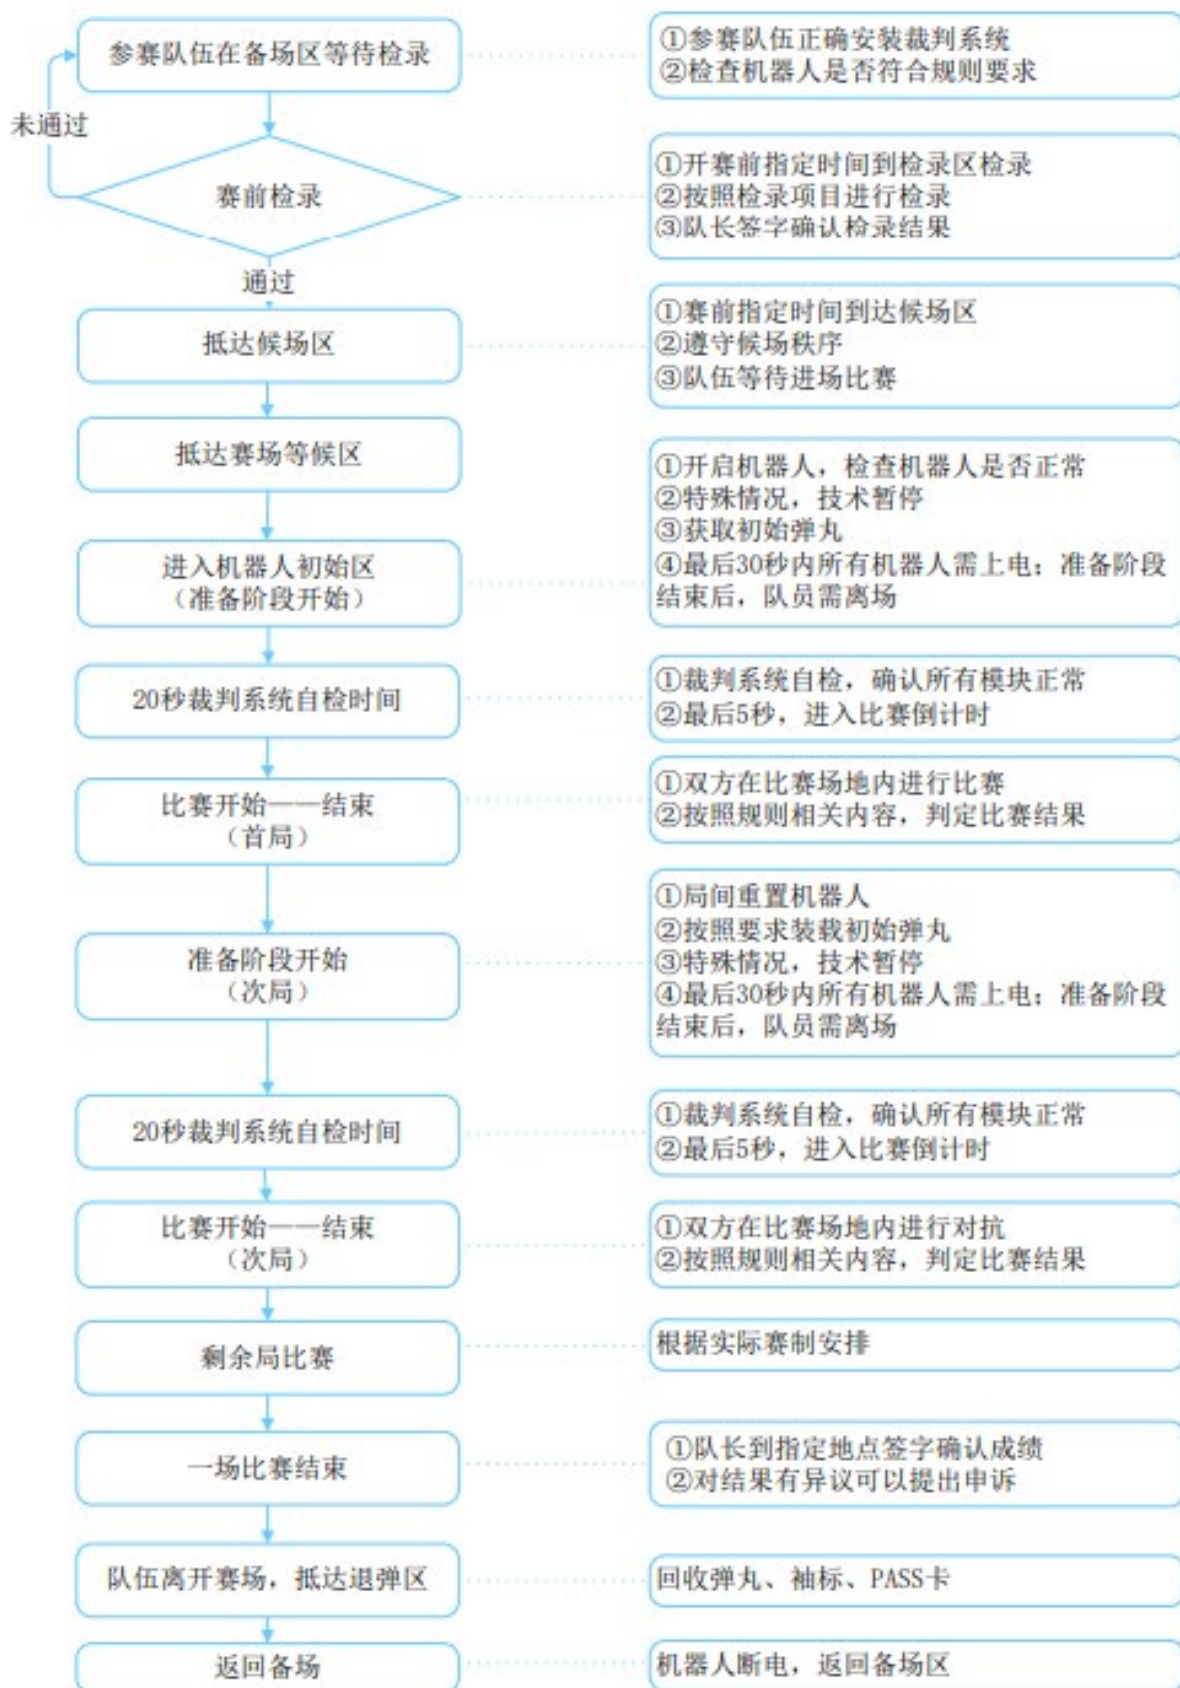 参赛队伍在备场区等待检录
①参赛队伍正确安装裁判系统
②检查机器人是否符合规则要求
未通过
赛前检录
①开赛前指定时间到检录区检录
②按照检录项目进行检录
③队长签字确认检录结果
通过
抵达候场区
①赛前指定时间到达候场区
②遵守候场秩序
③队伍等待进场比赛
抵达赛场等候区
进入机器人初始区
（准备阶段开始）
①开启机器人，检查机器人是否正常
②特殊情况，技术暂停
③获取初始弹丸
④最后30秒内所有机器人需上电；准备阶段
结束后，队员需离场
20秒裁判系统自检时间
①裁判系统自检，确认所有模块正常
②最后5秒，进入比赛倒计时
比赛开始——结束
（首局）
①双方在比赛场地内进行比赛
②按照规则相关内容，判定比赛结果
准备阶段开始
（次局）
①局间重置机器人
②按照要求装载初始弹丸
③特殊情况，技术暂停
④最后30秒内所有机器人需上电；准备阶段
结束后，队员需离场
20秒裁判系统自检时间
①裁判系统自检，确认所有模块正常
②最后5秒，进入比赛倒计时
比赛开始——结束
（次局）
①双方在比赛场地内进行对抗
②按照规则相关内容，判定比赛结果
剩余局比赛
根据实际赛制安排
一场比赛结束
①队长到指定地点签字确认成绩
②对结果有异议可以提出申诉
队伍离开赛场，抵达退弹区
回收弹丸、袖标、PASS卡
返回备场
机器人断电，返回备场区